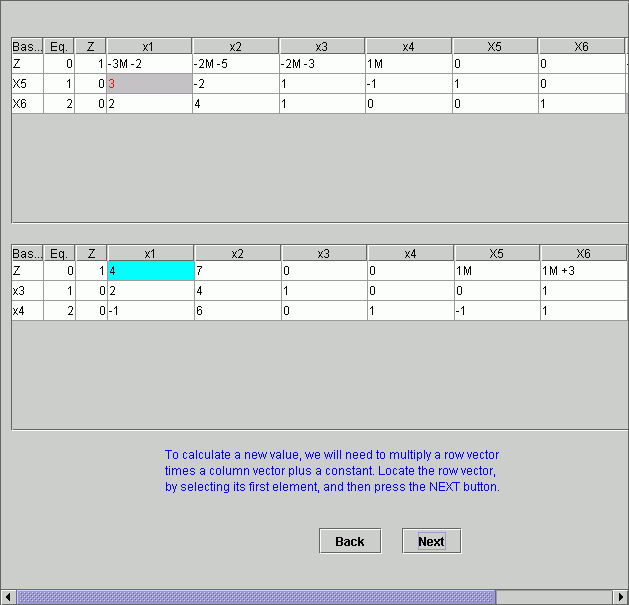 Bas... Eq. Z x1 x2 x3 x4 X5 X6
Z 0 1 -3M -2 -2M -5 -2M -3 1M 0 0
X5 1 0 3 -2 1 -1 1 0
X6 2 0 2 4 1 0 0 1
Bas... Eq. Z x1 x2 x3 x4 X5 X6
Z 0 1 4 7 0 0 1M 1M +3
x3 1 0 2 4 1 0 0 1
x4 2 0 -1 6 0 1 -1 1
To calculate a new value, we will need to multiply a row vector
times a column vector plus a constant. Locate the row vector,
by selecting its first element, and then press the NEXT button.
Back Next